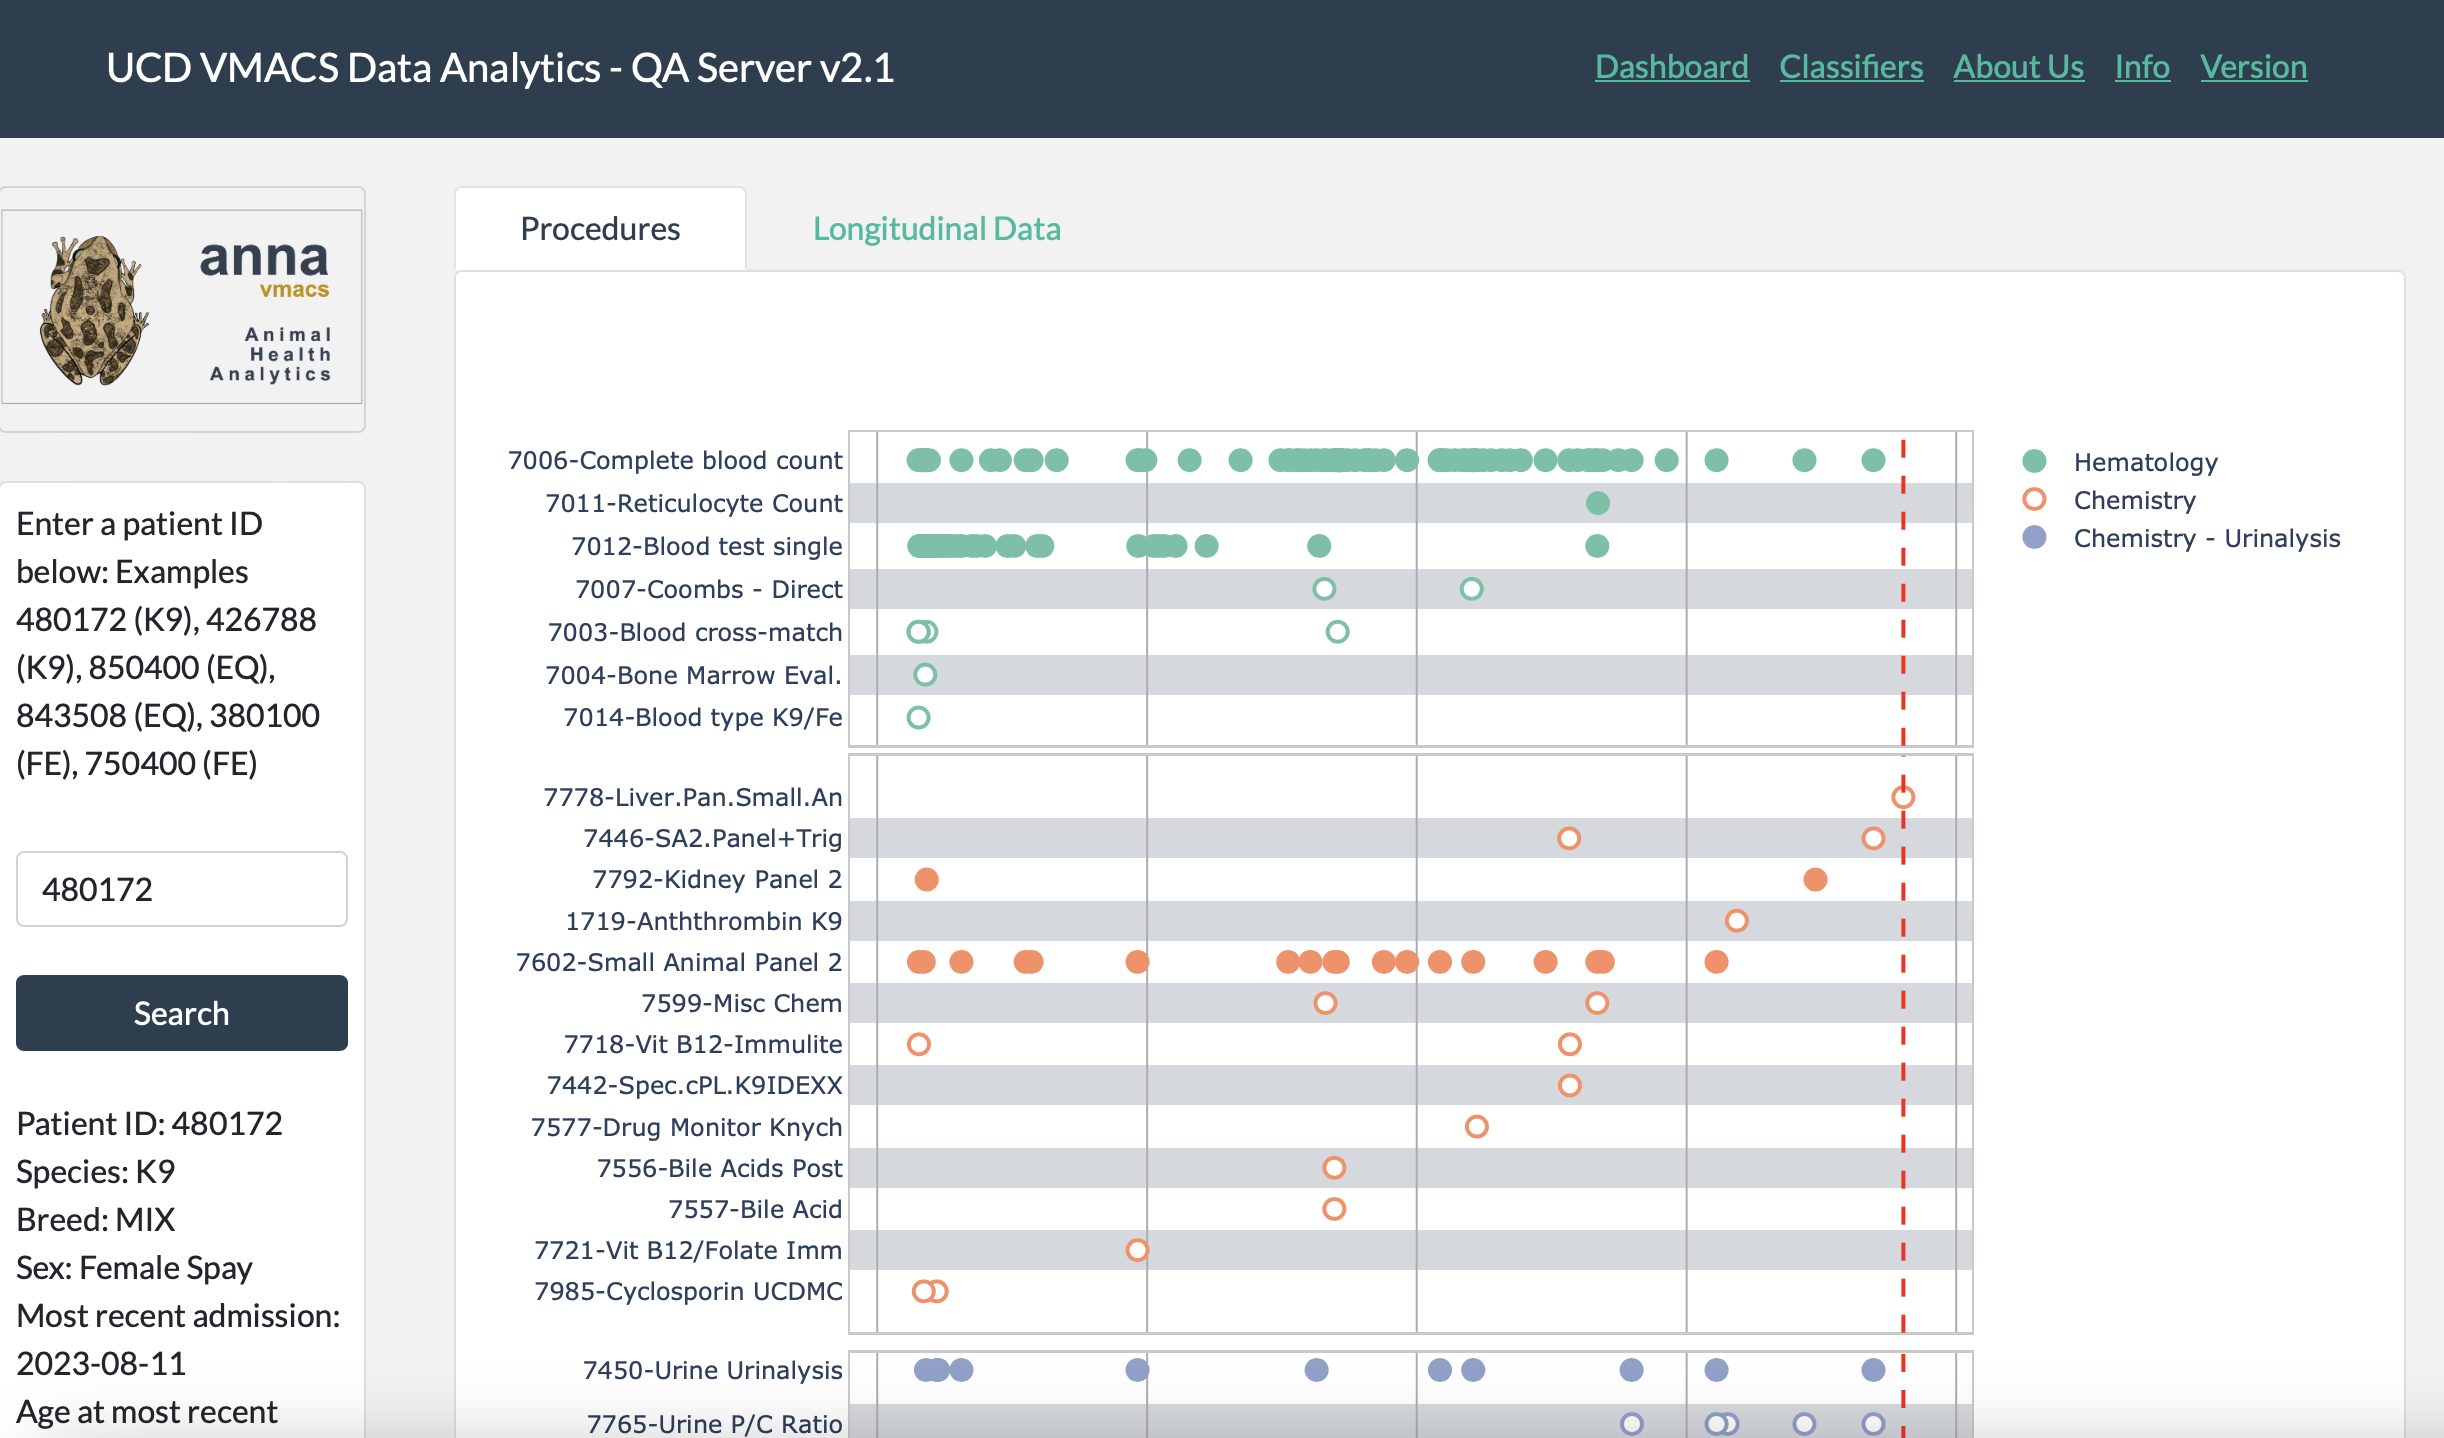 UCD VMACS Data Analytics - QA Server v2.1
Dashboard Classifiers About Us Info Version
anna
vmacs
Animal
Health
Analytics
Enter a patient ID
below: Examples
480172 (K9), 426788
(K9), 850400 (EQ),
843508 (EQ), 380100
(FE), 750400 (FE)
480172
Search
Patient ID: 480172
Species: K9
Breed: MIX
Sex: Female Spay
Most recent admission:
2023-08-11
Age at most recent
Procedures
Longitudinal Data
7006-Complete blood count
7011-Reticulocyte Count
7012-Blood test single
7007-Coombs - Direct
7003-Blood cross-match
7004-Bone Marrow Eval.
7014-Blood type K9/Fe
7778-Liver.Pan.Small.An
7446-SA2.Panel+Trig
7792-Kidney Panel 2
1719-Anththrombin K9
7602-Small Animal Panel 2
7599-Misc Chem
7718-Vit B12-Immulite
7442-Spec.cPL.K9IDEXX
7577-Drug Monitor Knych
7556-Bile Acids Post
7557-Bile Acid
7721-Vit B12/Folate Imm
7985-Cyclosporin UCDMC
7450-Urine Urinalysis
7765-Urine P/C Ratio
Hematology
Chemistry
Chemistry - Urinalysis